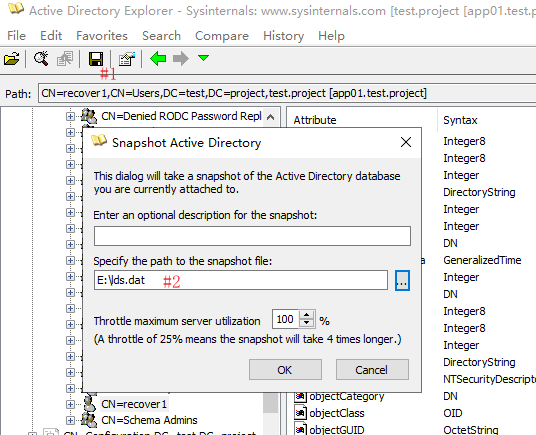 Active Directory Explorer - Sysinternals: www.sysinternals.com [test.project [app01.test.project]
File Edit Favorites Search Compare History Help
#1
Path: CN=recover1,CN=Users,DC=test,DC=project,test.project [app01.test.project]
CN=Denied RODC Password Repl
Attribute Syntax
Integer8
Integer8
Integer
DirectoryString
Integer
Integer
DN
GeneralizedTime
Integer
DN
Integer8
Integer8
Integer
DirectoryString
NTSecurityDescript
objectCategory DN
objectClass OID
objectGUID OctetString
Snapshot Active Directory
This dialog will take a snapshot of the Active Directory database
you are currently attached to.
Enter an optional description for the snapshot:
Specify the path to the snapshot file:
E:\lds.dat #2
...
Throttle maximum server utilization 100 %
(A throttle of 25% means the snapshot will take 4 times longer.)
OK Cancel
CN=recover1
CN=Schema Admins